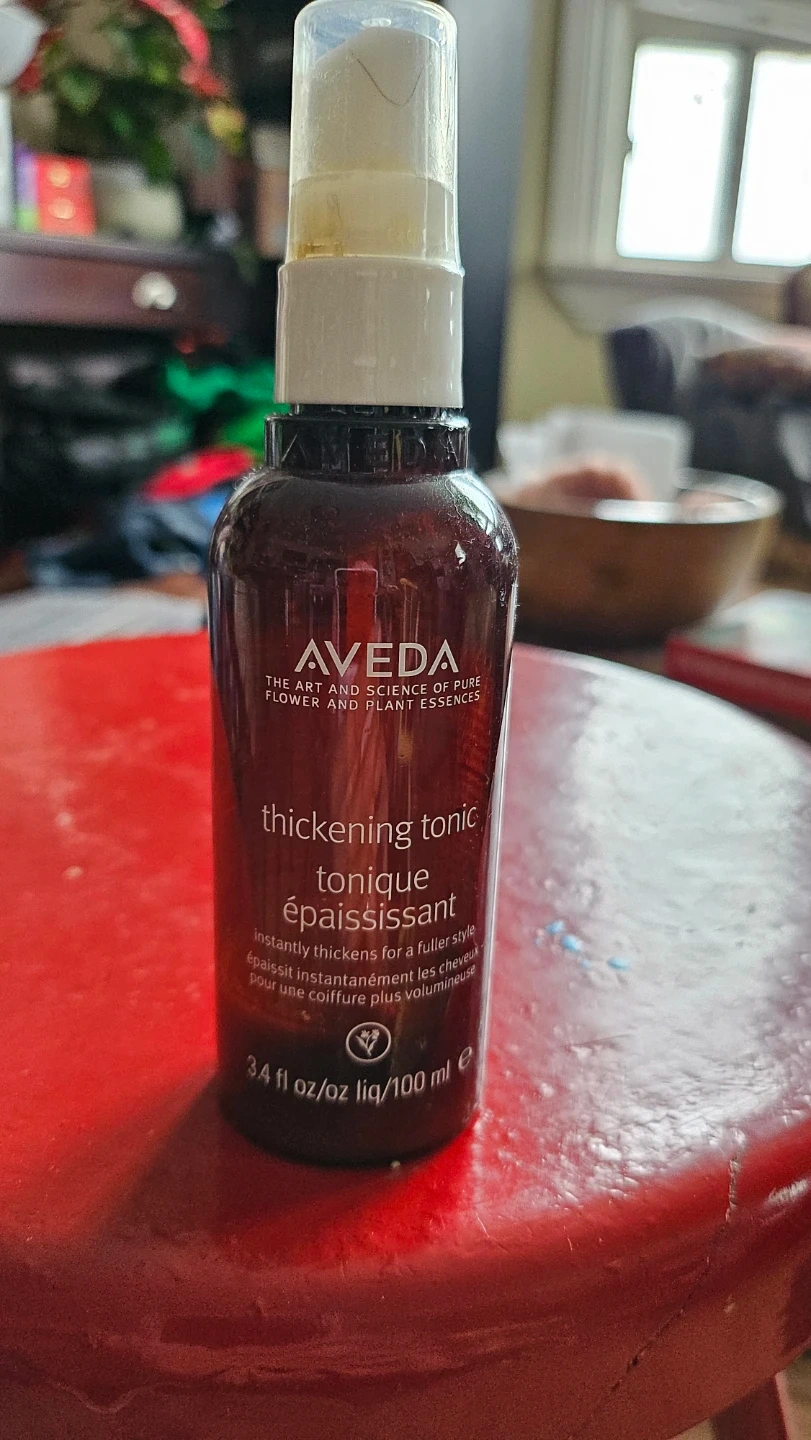 AVEDA
AVEDA
THE ART AND SCIENCE OF PURE
FLOWER AND PLANT ESSENCES
thickening tonic
tonique
épaississant
instantly thickens for a fuller style
épaissit instantanément les cheveux
pour une coiffure plus volumineuse
3.4 fl oz/oz liq/100 ml ℮